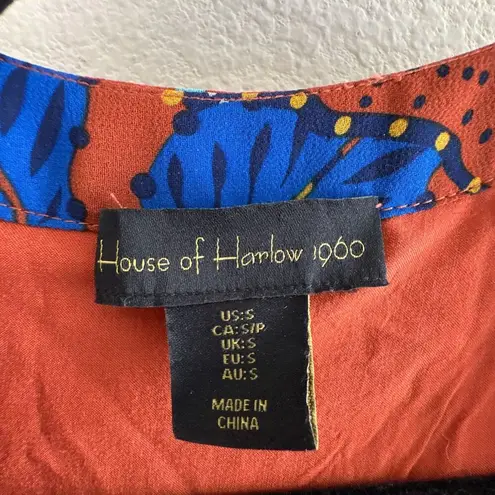 House of Harlow 1960
US:S
CA:S/P
UK:S
EU:S
AU:S
MADE IN
CHINA